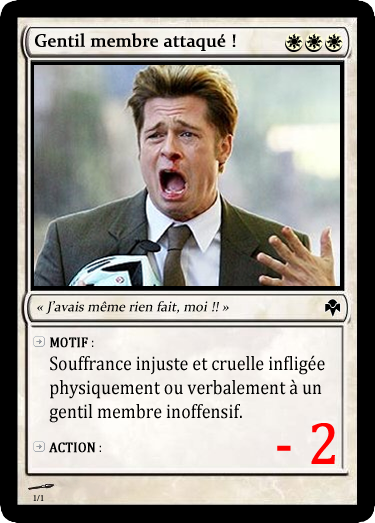 Gentil membre attaqué !
« J'avais même rien fait, moi !! »
MOTIF :
Souffrance injuste et cruelle infligée
physiquement ou verbalement à un
gentil membre inoffensif.
ACTION :
- 2
1/1